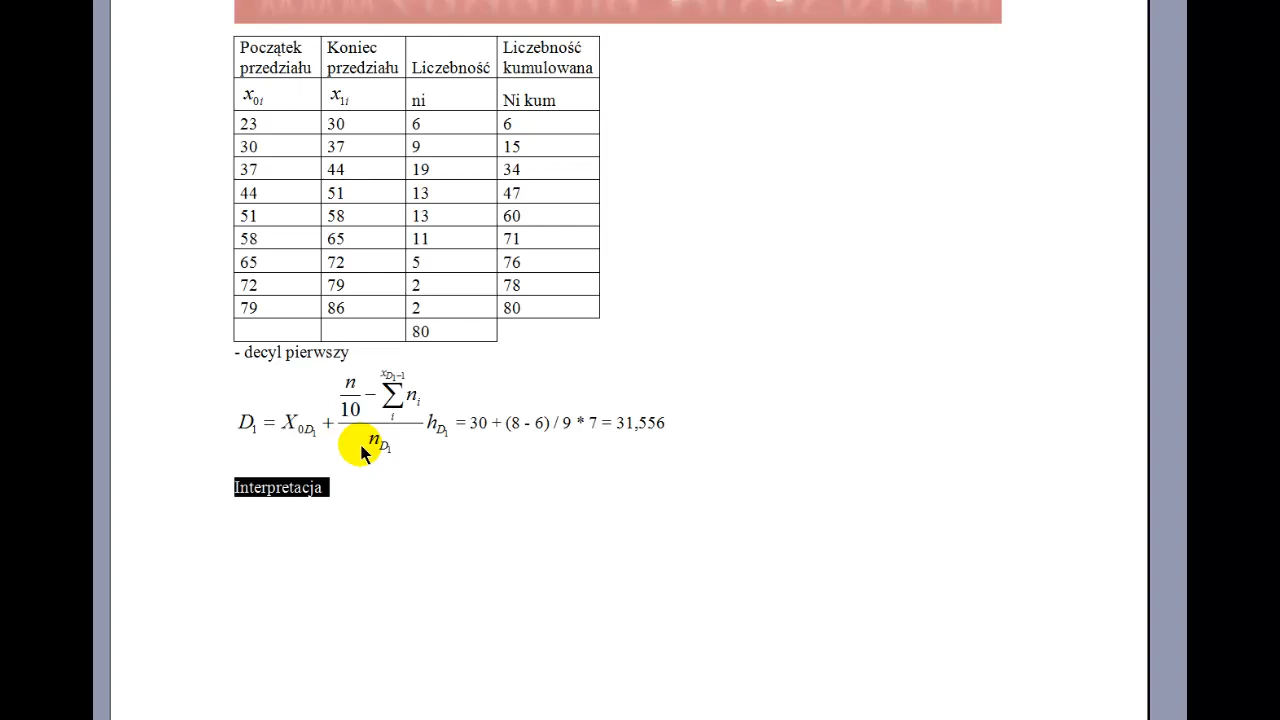 Początek przedziału Koniec przedziału Liczebność Liczebność kumulowana
x0i x1i ni Ni kum
23 30 6 6
30 37 9 15
37 44 19 34
44 51 13 47
51 58 13 60
58 65 11 71
65 72 5 76
72 79 2 78
79 86 2 80
80
- decyl pierwszy
D1 = X0D1 + (n/10 − ∑ i xD1−1 ni) / nD1 hD1 = 30 + (8 - 6) / 9 * 7 = 31,556
Interpretacja